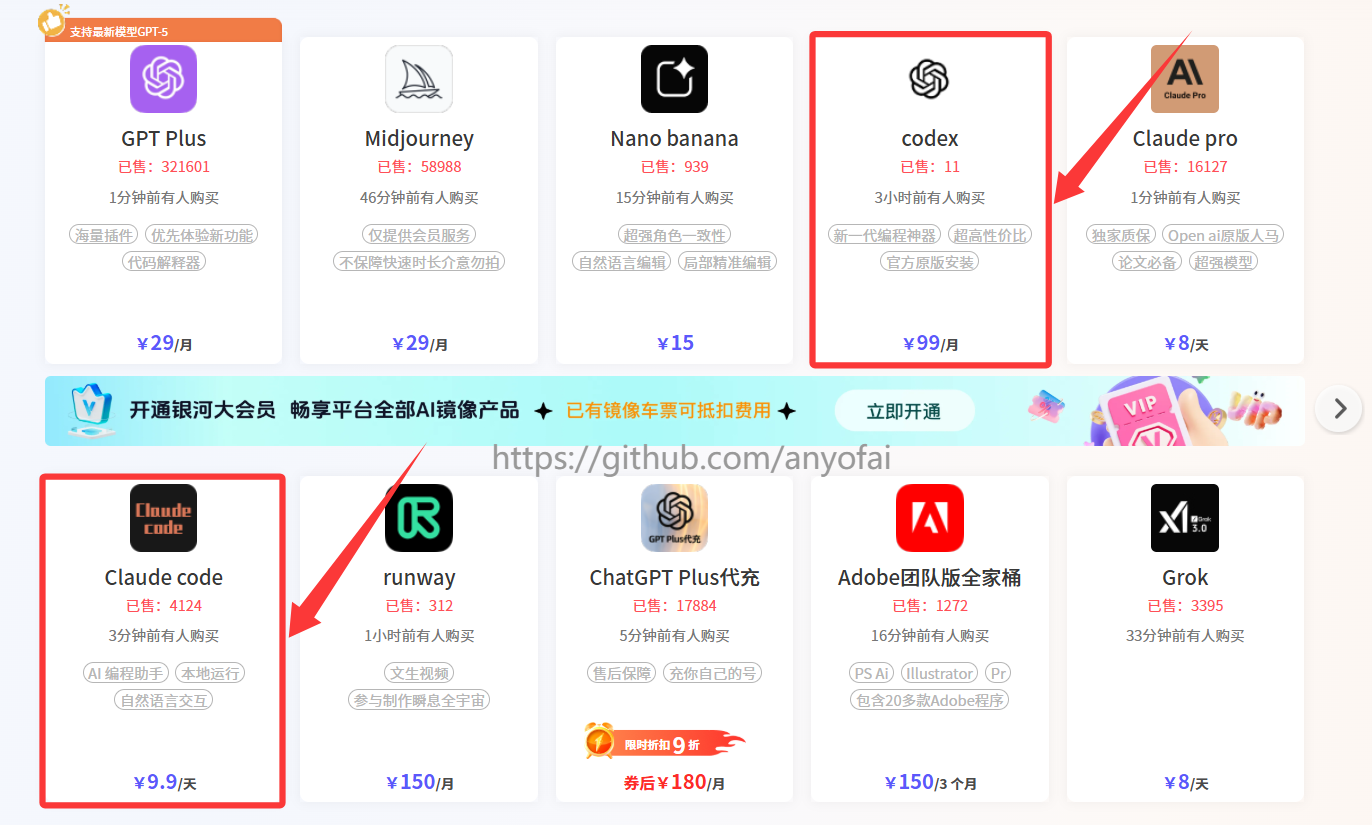 支持最新模型GPT-5
GPT Plus
已售：321601
1分钟前有人购买
海量插件 优先体验新功能
代码解释器
￥29/月
Midjourney
已售：58988
46分钟前有人购买
仅提供会员服务
不保障快速时长介意勿拍
￥29/月
Nano banana
已售：939
15分钟前有人购买
超强角色一致性
自然语言编辑 局部精准编辑
￥15
codex
已售：11
3小时前有人购买
新一代编程神器 超高性价比
官方原版安装
￥99/月
AI
Claude Pro
Claude pro
已售：16127
1分钟前有人购买
独家质保 Open ai原版人马
论文必备 超强模型
￥8/天
开通银河大会员 畅享平台全部AI镜像产品 已有镜像车票可抵扣费用 立即开通
VIP
https://github.com/anyofai
Claude
code
Claude code
已售：4124
3分钟前有人购买
AI 编程助手 本地运行
自然语言交互
￥9.9/天
runway
已售：312
1小时前有人购买
文生视频
参与制作瞬息全宇宙
￥150/月
GPT Plus代充
ChatGPT Plus代充
已售：17884
5分钟前有人购买
售后保障 充你自己的号
限时折扣9折
券后￥180/月
Adobe团队版全家桶
已售：1272
16分钟前有人购买
PS Ai Illustrator Pr
包含20多款Adobe程序
￥150/3 个月
Grok
3.0
Grok
已售：3395
33分钟前有人购买
￥8/天